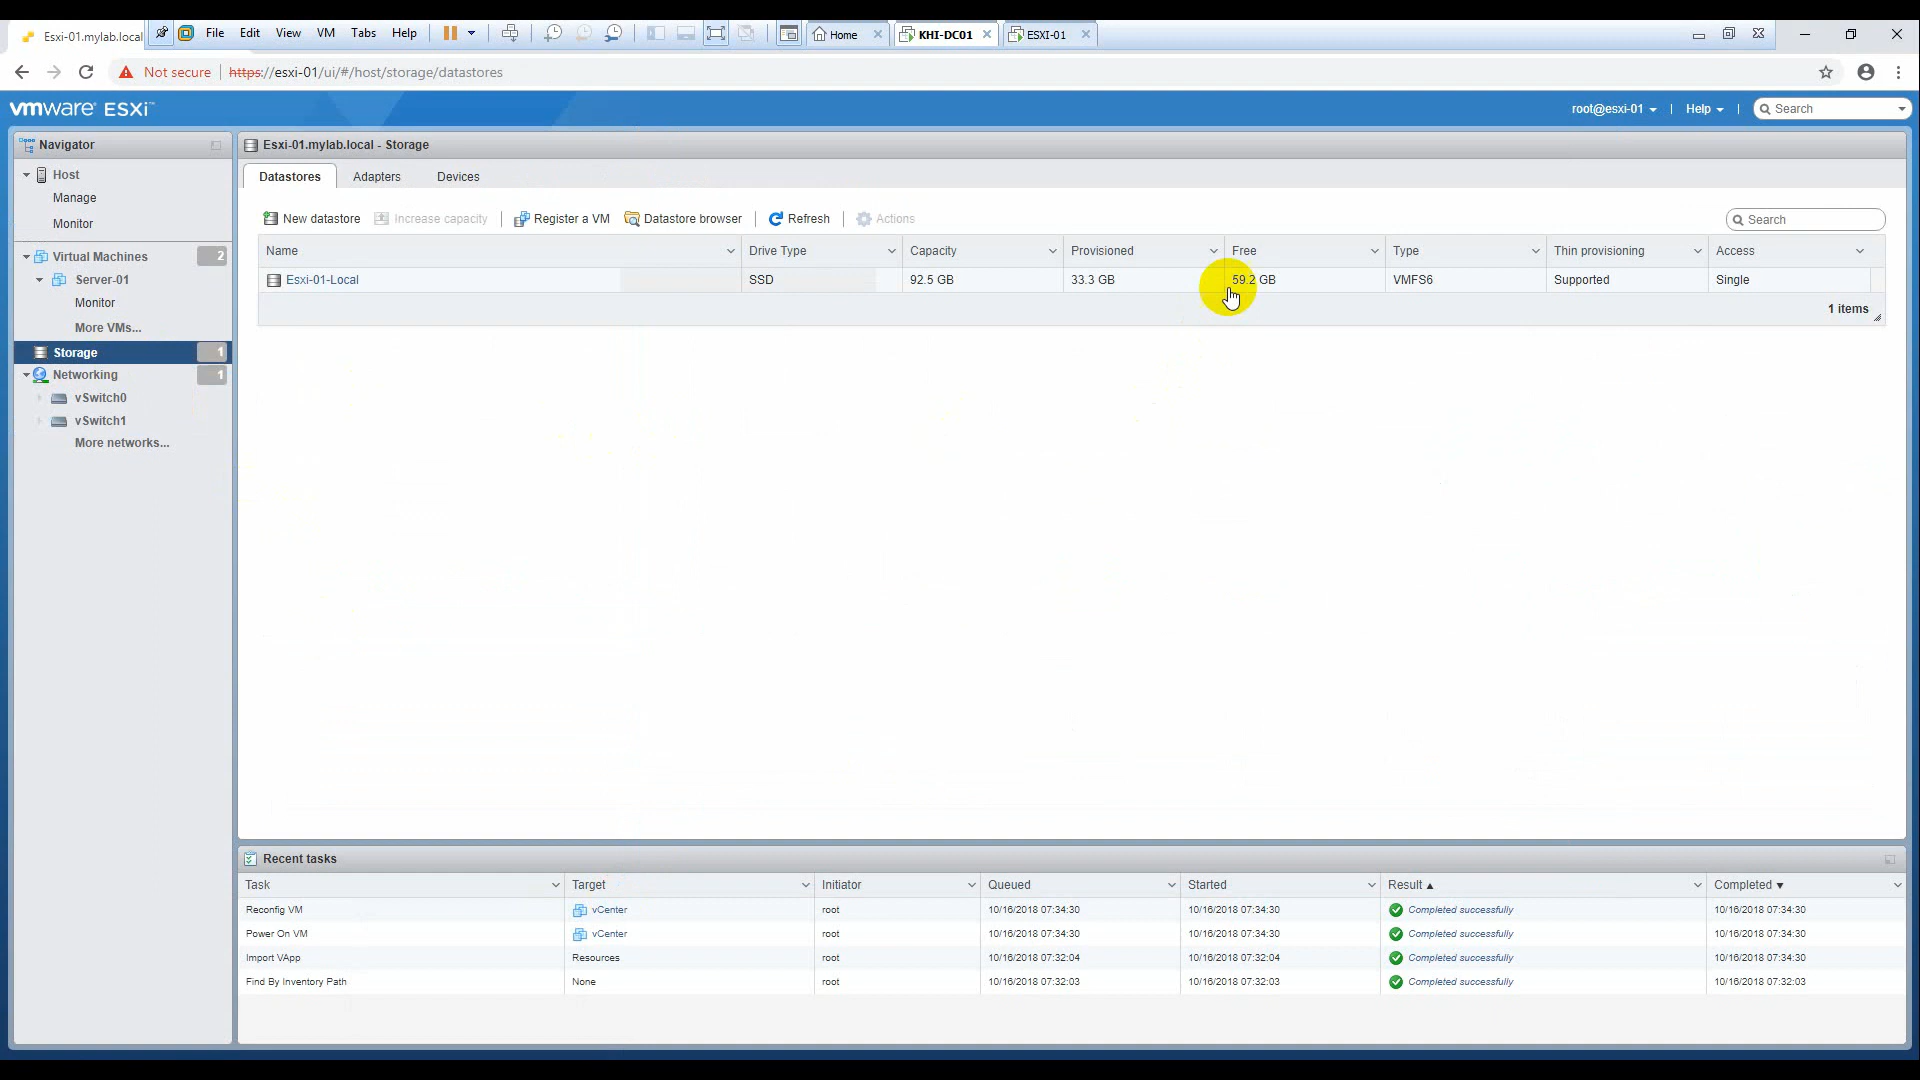 Esxi-01.mylab.local
File Edit View VM Tabs Help
Home
KHI-DC01
ESXI-01
Not secure
https://esxi-01/ui/#/host/storage/datastores
vmware ESXi™
root@esxi-01
Help
Search
Navigator
Host
Manage
Monitor
Virtual Machines 2
Server-01
Monitor
More VMs...
Storage 1
Networking 1
vSwitch0
vSwitch1
More networks...
Esxi-01.mylab.local - Storage
Datastores Adapters Devices
New datastore Increase capacity Register a VM Datastore browser Refresh Actions
Search
Name Drive Type Capacity Provisioned Free Type Thin provisioning Access
Esxi-01-Local SSD 92.5 GB 33.3 GB 59.2 GB VMFS6 Supported Single
1 items
Recent tasks
Task Target Initiator Queued Started Result Completed
Reconfig VM vCenter root 10/16/2018 07:34:30 10/16/2018 07:34:30 Completed successfully 10/16/2018 07:34:30
Power On VM vCenter root 10/16/2018 07:34:30 10/16/2018 07:34:30 Completed successfully 10/16/2018 07:34:30
Import VApp Resources root 10/16/2018 07:32:04 10/16/2018 07:32:04 Completed successfully 10/16/2018 07:34:30
Find By Inventory Path None root 10/16/2018 07:32:03 10/16/2018 07:32:03 Completed successfully 10/16/2018 07:32:03